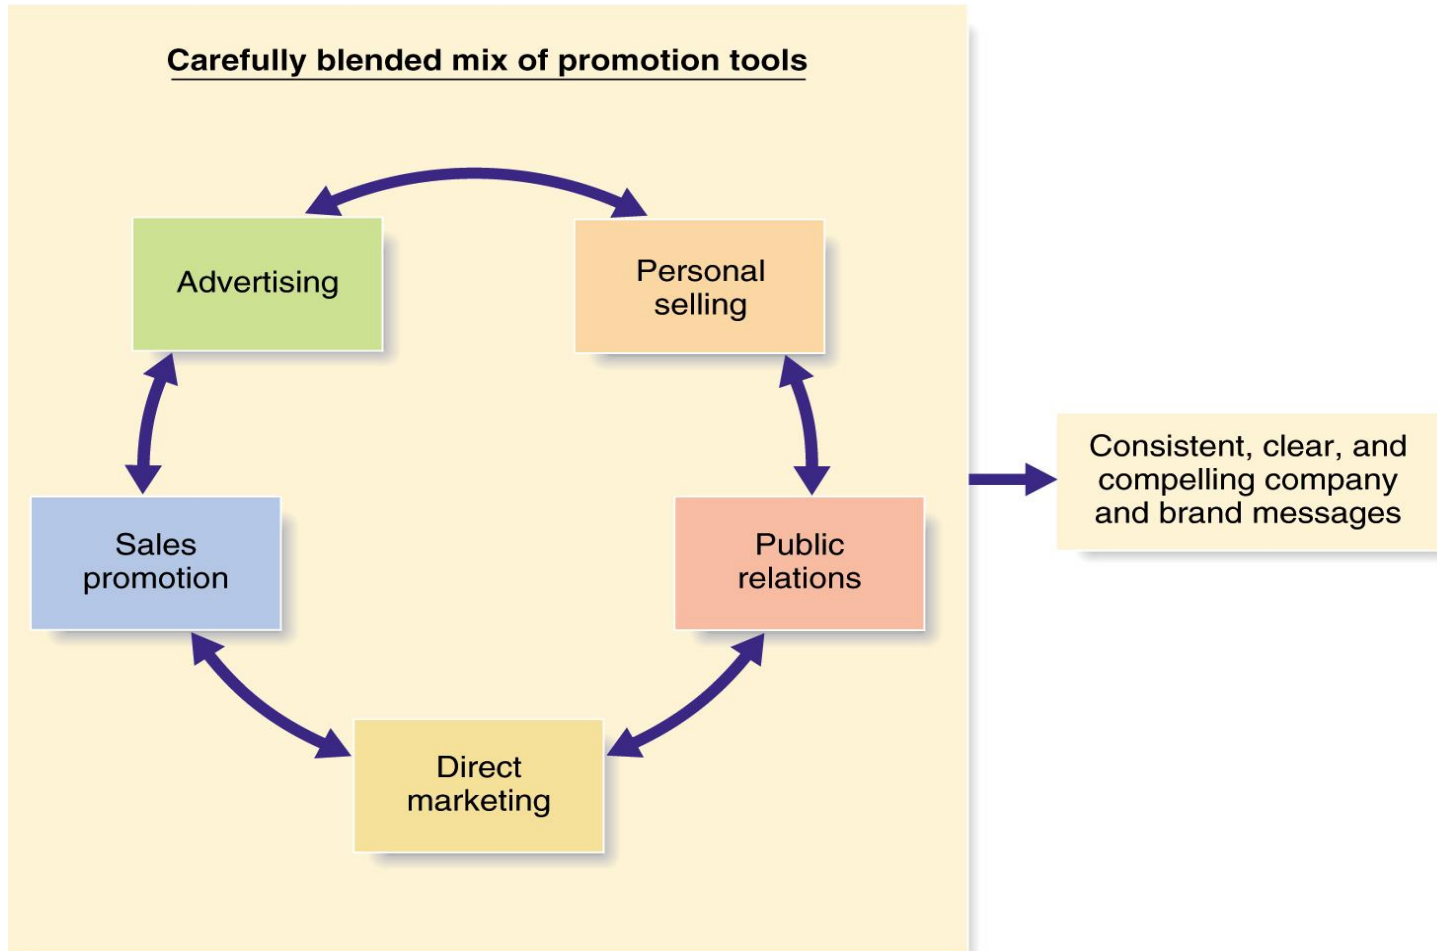 Carefully blended mix of promotion tools
Advertising
Personal
selling
Sales
promotion
Public
relations
Direct
marketing
Consistent, clear, and
compelling company
and brand messages